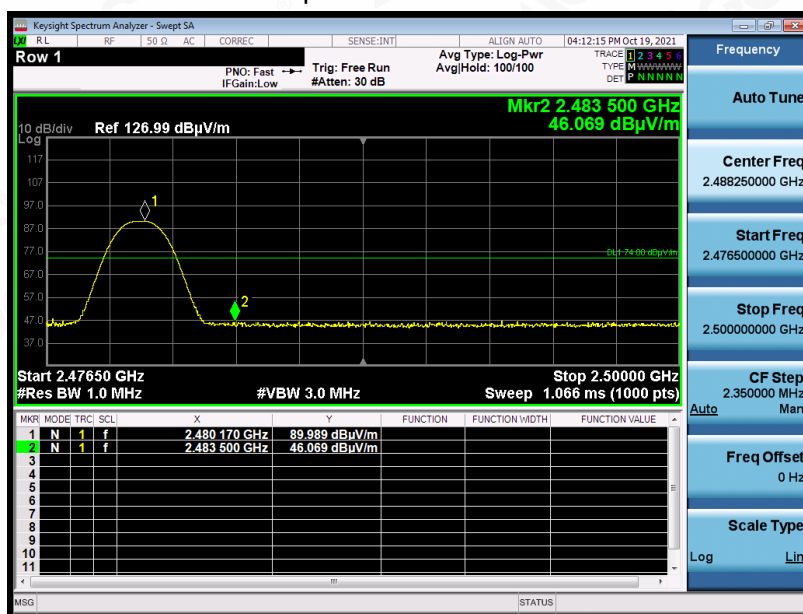 Keysight Spectrum Analyzer - Swept SA
LXI RL RF 50 Ω AC CORREC SENSE:INT ALIGN AUTO 04:12:15 PM Oct 19, 2021
Row 1
PNO: Fast
IFGain:Low
Trig: Free Run
#Atten: 30 dB
Avg Type: Log-Pwr
Avg|Hold: 100/100
TRACE 1 2 3 4 5 6
TYPE M WWWWW
DET P N N N N N
Mkr2 2.483 500 GHz
46.069 dBµV/m
10 dB/div Ref 126.99 dBµV/m
Log
117
107
97.0
87.0
77.0
67.0
57.0
47.0
37.0
1
DL1 74.00 dBµV/m
2
Start 2.47650 GHz Stop 2.50000 GHz
#Res BW 1.0 MHz #VBW 3.0 MHz Sweep 1.066 ms (1000 pts)
MKR MODE TRC SCL X Y FUNCTION FUNCTION WIDTH FUNCTION VALUE
1 N 1 f 2.480 170 GHz 89.989 dBµV/m
2 N 1 f 2.483 500 GHz 46.069 dBµV/m
3
4
5
6
7
8
9
10
11
MSG STATUS
Frequency
Auto Tune
Center Freq
2.488250000 GHz
Start Freq
2.476500000 GHz
Stop Freq
2.500000000 GHz
CF Step
2.350000 MHz
Auto Man
Freq Offset
0 Hz
Scale Type
Log Lin